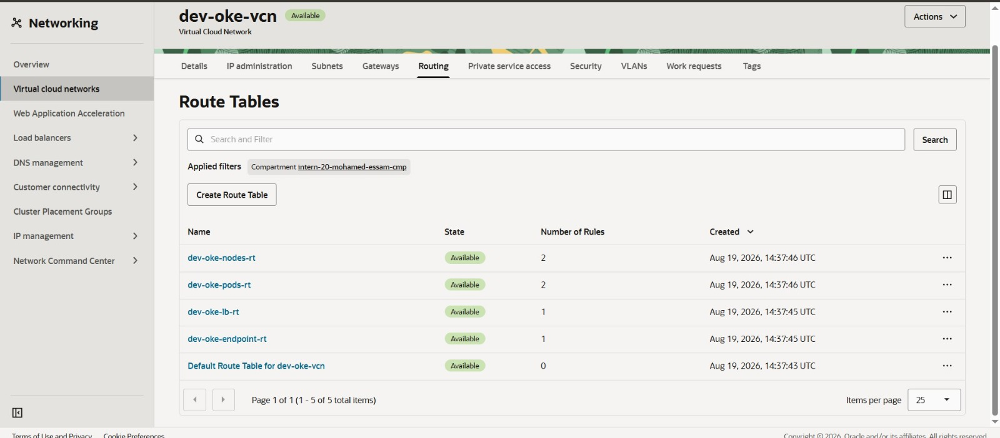 Networking
Overview
Virtual cloud networks
Web Application Acceleration
Load balancers
DNS management
Customer connectivity
Cluster Placement Groups
IP management
Network Command Center
dev-oke-vcn Available
Virtual Cloud Network
Actions
Details IP administration Subnets Gateways Routing Private service access Security VLANs Work requests Tags
Route Tables
Search and Filter Search
Applied filters Compartment intern-20-mohamed-essam-cmp
Create Route Table
Name State Number of Rules Created
dev-oke-nodes-rt Available 2 Aug 19, 2026, 14:37:46 UTC
dev-oke-pods-rt Available 2 Aug 19, 2026, 14:37:46 UTC
dev-oke-lb-rt Available 1 Aug 19, 2026, 14:37:45 UTC
dev-oke-endpoint-rt Available 1 Aug 19, 2026, 14:37:45 UTC
Default Route Table for dev-oke-vcn Available 0 Aug 19, 2026, 14:37:43 UTC
Page 1 of 1 (1 - 5 of 5 total items) Items per page 25
Terms of Use and Privacy Cookie Preferences Copyright © 2026, Oracle and/or its affiliates. All rights reserved.